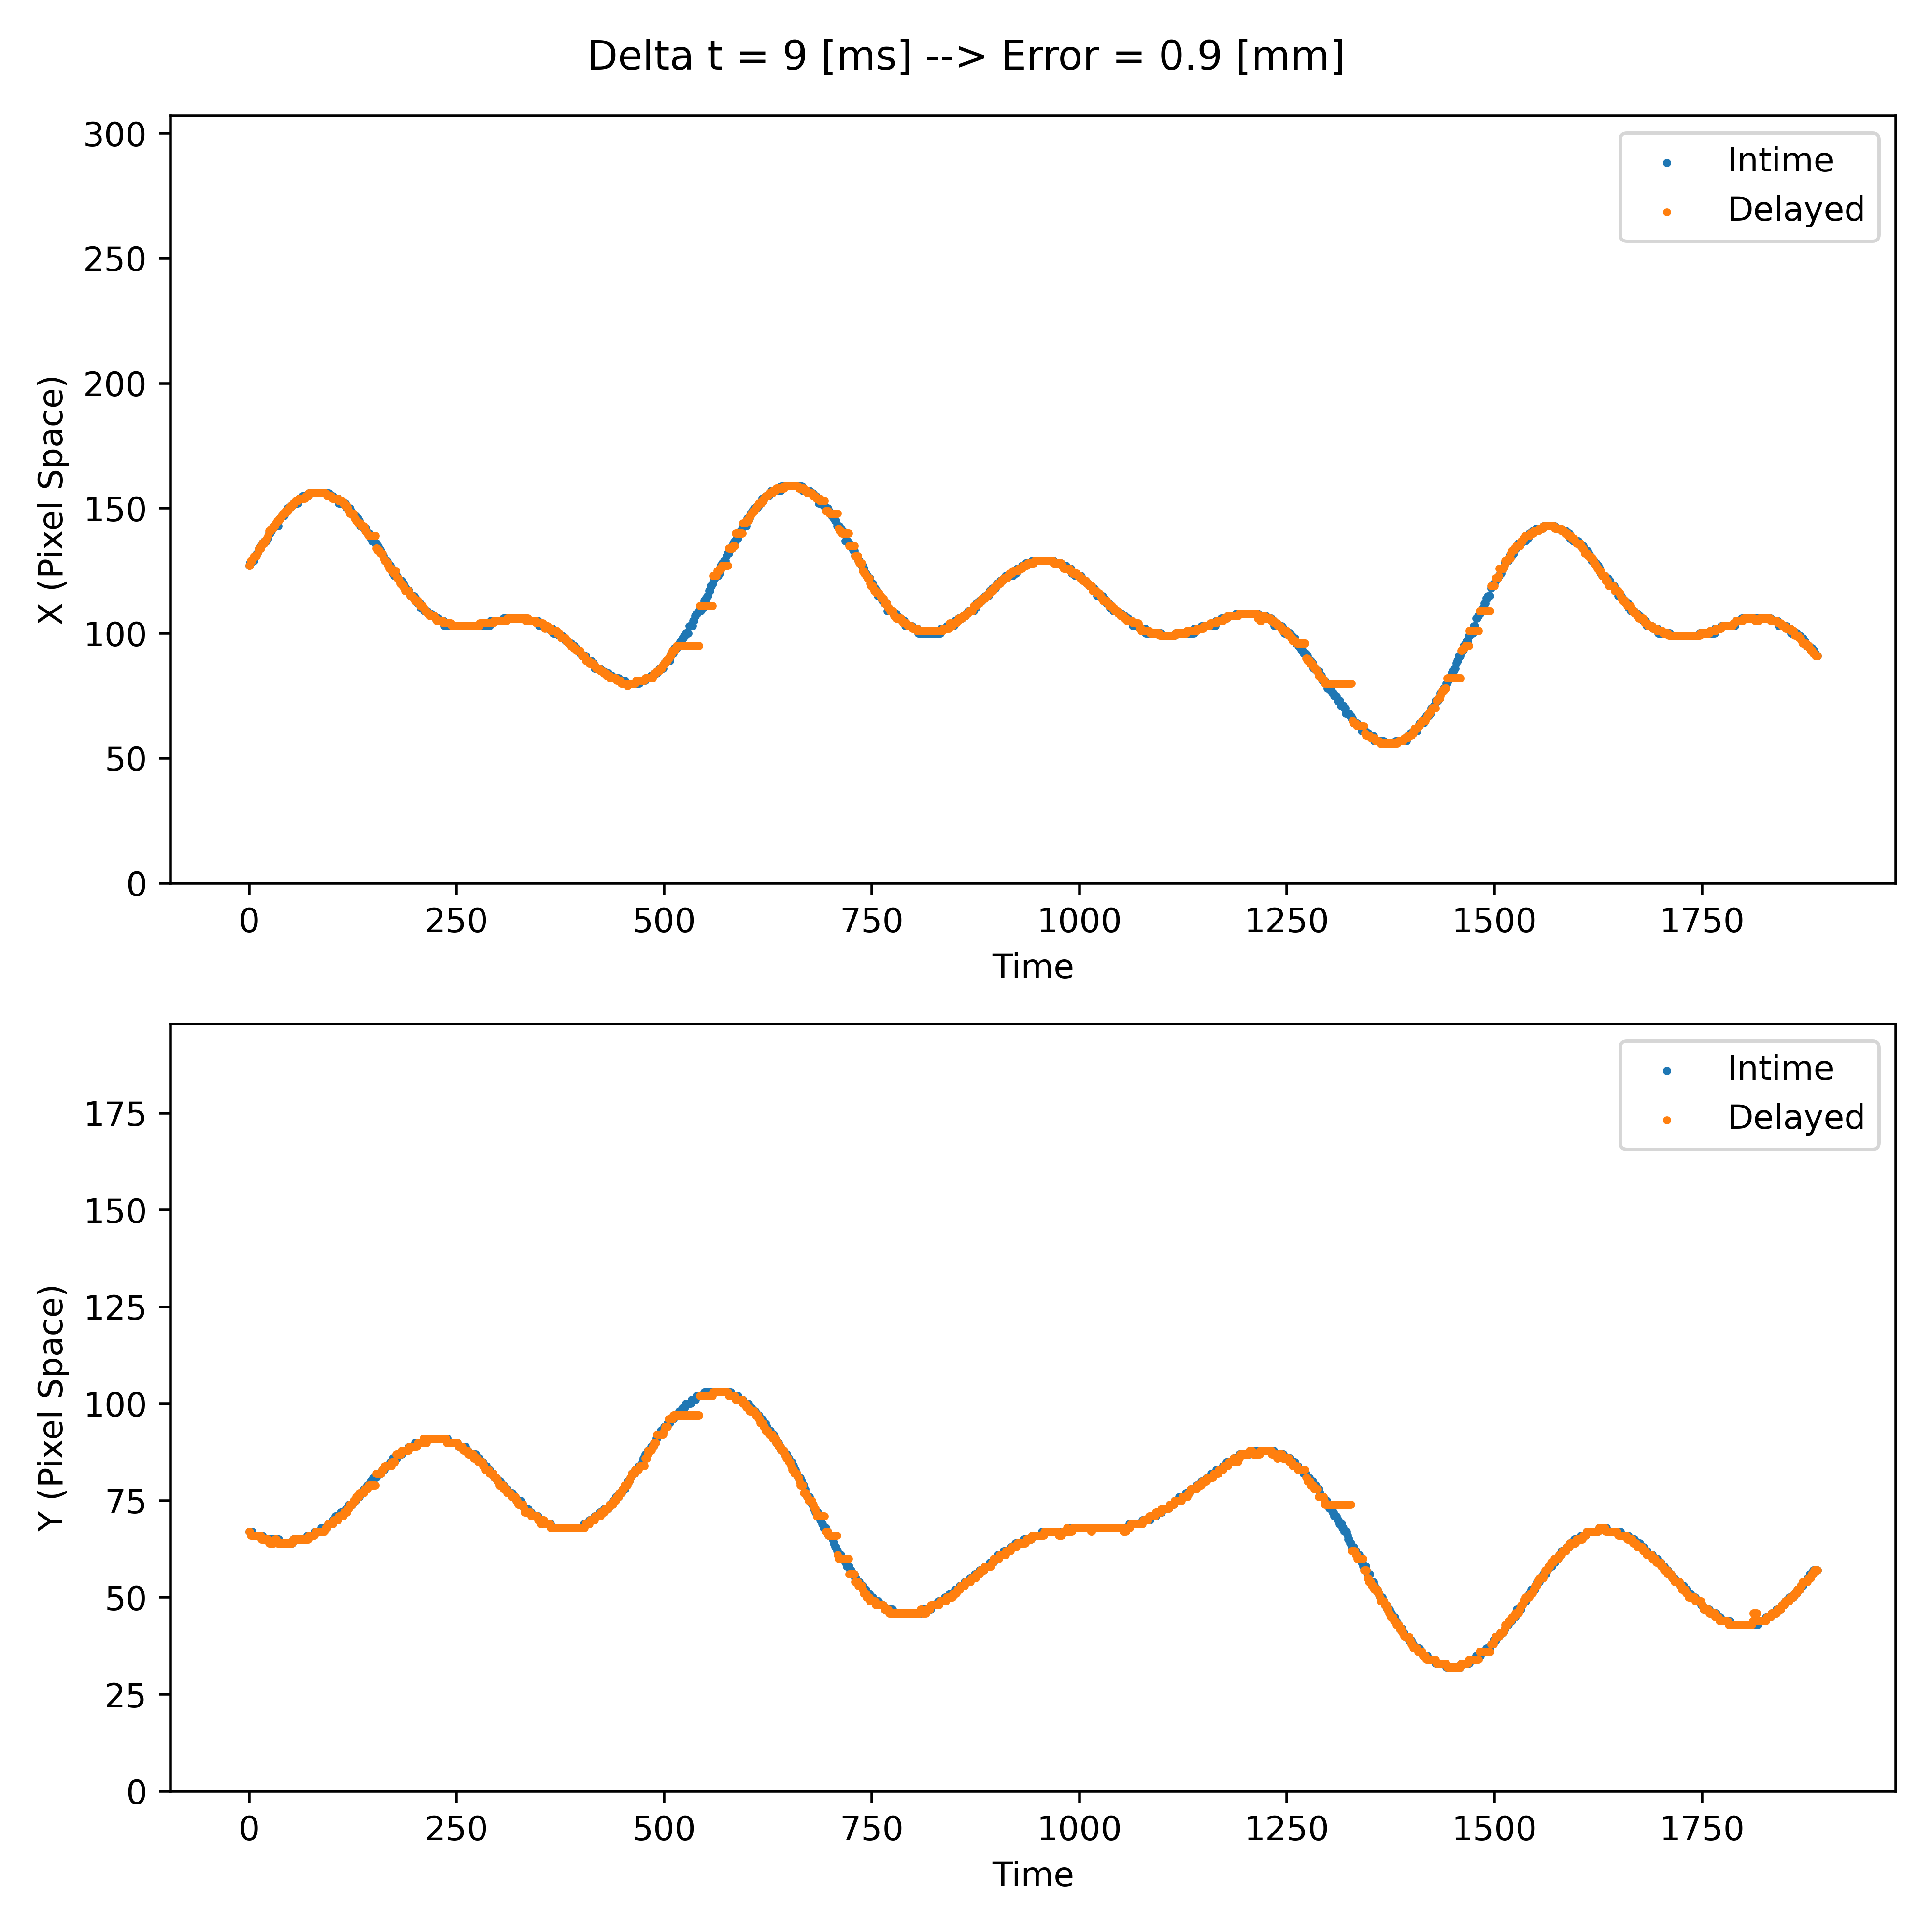 Delta t = 9 [ms] --> Error = 0.9 [mm]
300
250
200
150
100
50
0
X (Pixel Space)
Intime
Delayed
0 250 500 750 1000 1250 1500 1750
Time
175
150
125
100
75
50
25
0
Y (Pixel Space)
Intime
Delayed
0 250 500 750 1000 1250 1500 1750
Time